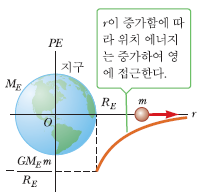 r이 증가함에 따
라 위치 에너지
는 증가하여 영
에 접근한다.
PE
지구
M_E
R_E
m
O
r
GM_E m
R_E